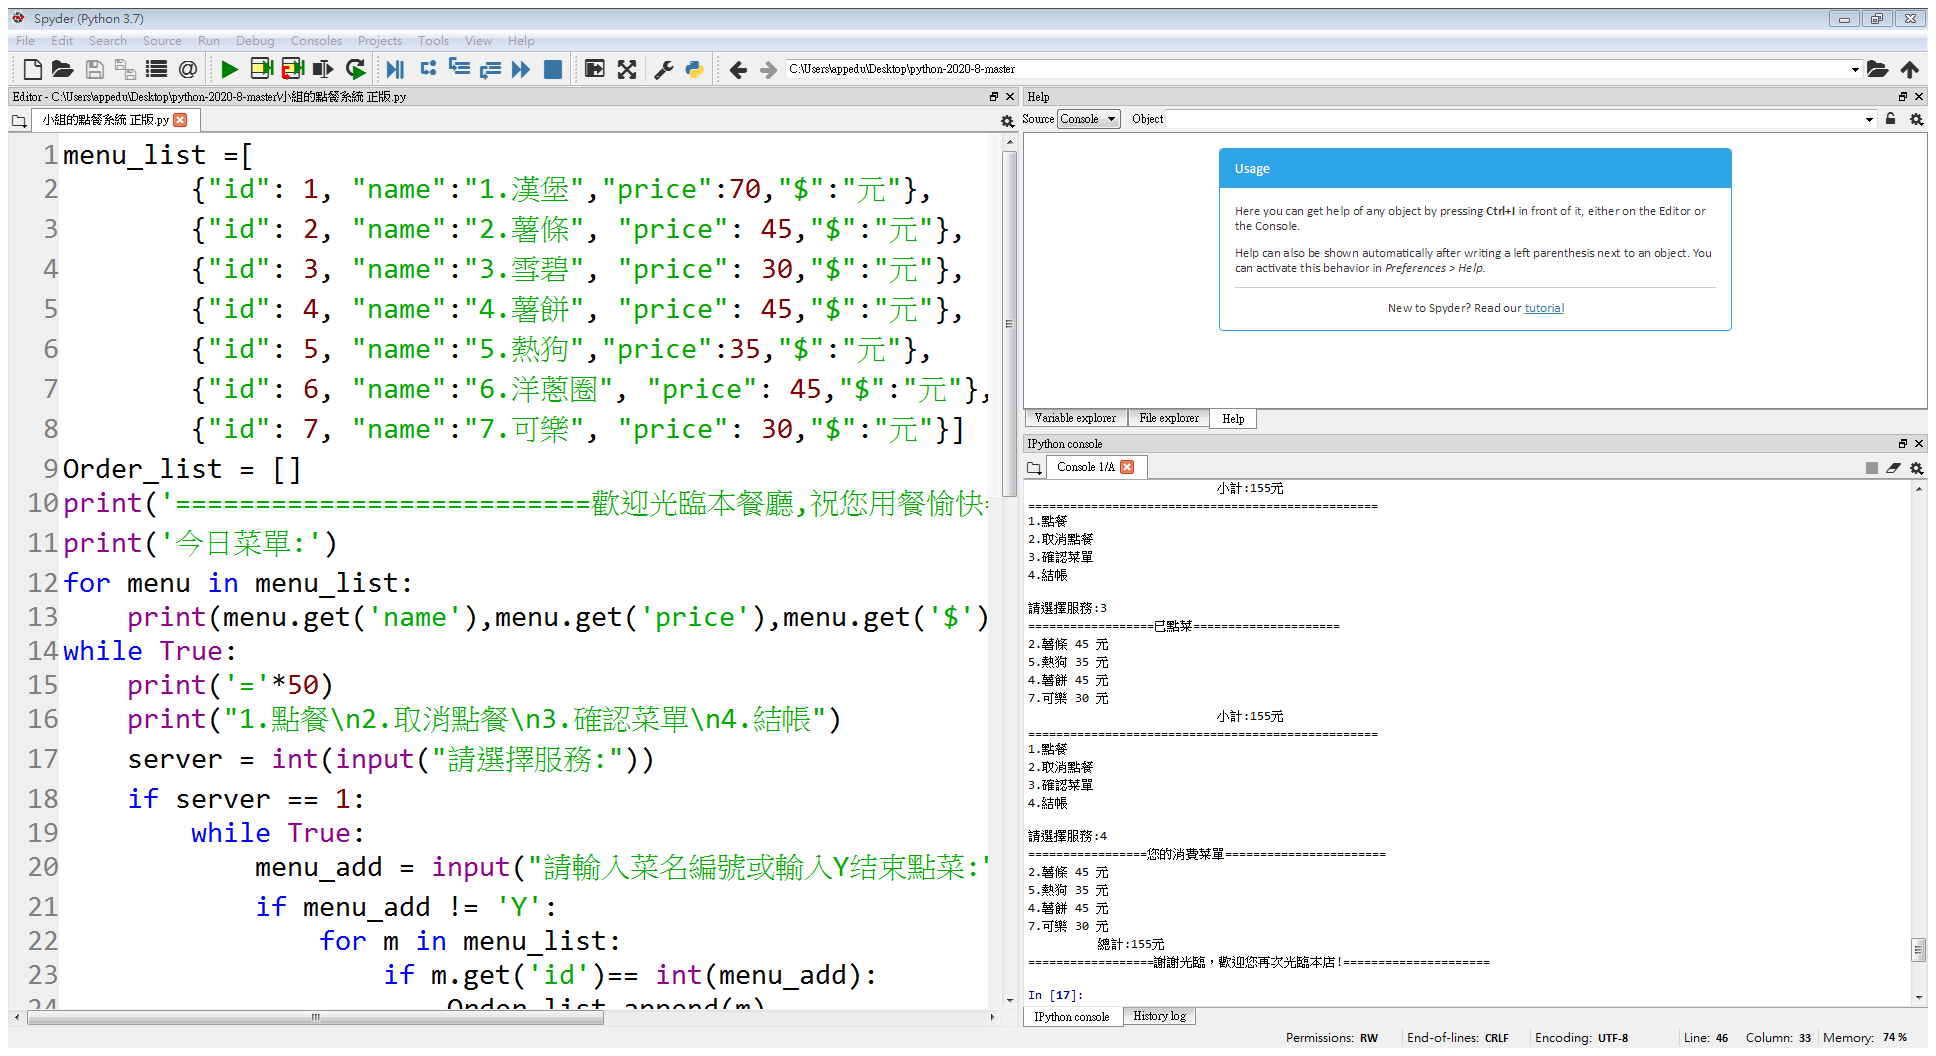 Spyder (Python 3.7)
File Edit Search Source Run Debug Consoles Projects Tools View Help
C:\Users\appedu\Desktop\python-2020-8-master
Editor - C:\Users\appedu\Desktop\python-2020-8-master\小組的點餐系統 正版.py
小組的點餐系統 正版.py
1 menu_list =[
2 {"id": 1, "name":"1.漢堡","price":70,"$":"元"},
3 {"id": 2, "name":"2.薯條", "price": 45,"$":"元"},
4 {"id": 3, "name":"3.雪碧", "price": 30,"$":"元"},
5 {"id": 4, "name":"4.薯餅", "price": 45,"$":"元"},
6 {"id": 5, "name":"5.熱狗","price":35,"$":"元"},
7 {"id": 6, "name":"6.洋蔥圈", "price": 45,"$":"元"},
8 {"id": 7, "name":"7.可樂", "price": 30,"$":"元"}]
9 Order_list = []
10 print('==========================歡迎光臨本餐廳,祝您用餐愉快=
11 print('今日菜單:')
12 for menu in menu_list:
13 print(menu.get('name'),menu.get('price'),menu.get('$')
14 while True:
15 print('='*50)
16 print("1.點餐\n2.取消點餐\n3.確認菜單\n4.結帳")
17 server = int(input("請選擇服務:"))
18 if server == 1:
19 while True:
20 menu_add = input("請輸入菜名編號或輸入Y结束點菜:"
21 if menu_add != 'Y':
22 for m in menu_list:
23 if m.get('id')== int(menu_add):
24 Order_list.append(m)
Help
Source Console Object
Usage
Here you can get help of any object by pressing Ctrl+I in front of it, either on the Editor or
the Console.
Help can also be shown automatically after writing a left parenthesis next to an object. You
can activate this behavior in Preferences > Help.
New to Spyder? Read our tutorial
Variable explorer File explorer Help
IPython console
Console 1/A
小計:155元
==================================================
1.點餐
2.取消點餐
3.確認菜單
4.結帳
請選擇服務:3
==================已點菜=====================
2.薯條 45 元
5.熱狗 35 元
4.薯餅 45 元
7.可樂 30 元
小計:155元
==================================================
1.點餐
2.取消點餐
3.確認菜單
4.結帳
請選擇服務:4
=================您的消費菜單=======================
2.薯條 45 元
5.熱狗 35 元
4.薯餅 45 元
7.可樂 30 元
總計:155元
==================謝謝光臨，歡迎您再次光臨本店!=====================
In [17]:
IPython console History log
Permissions: RW End-of-lines: CRLF Encoding: UTF-8 Line: 46 Column: 33 Memory: 74 %